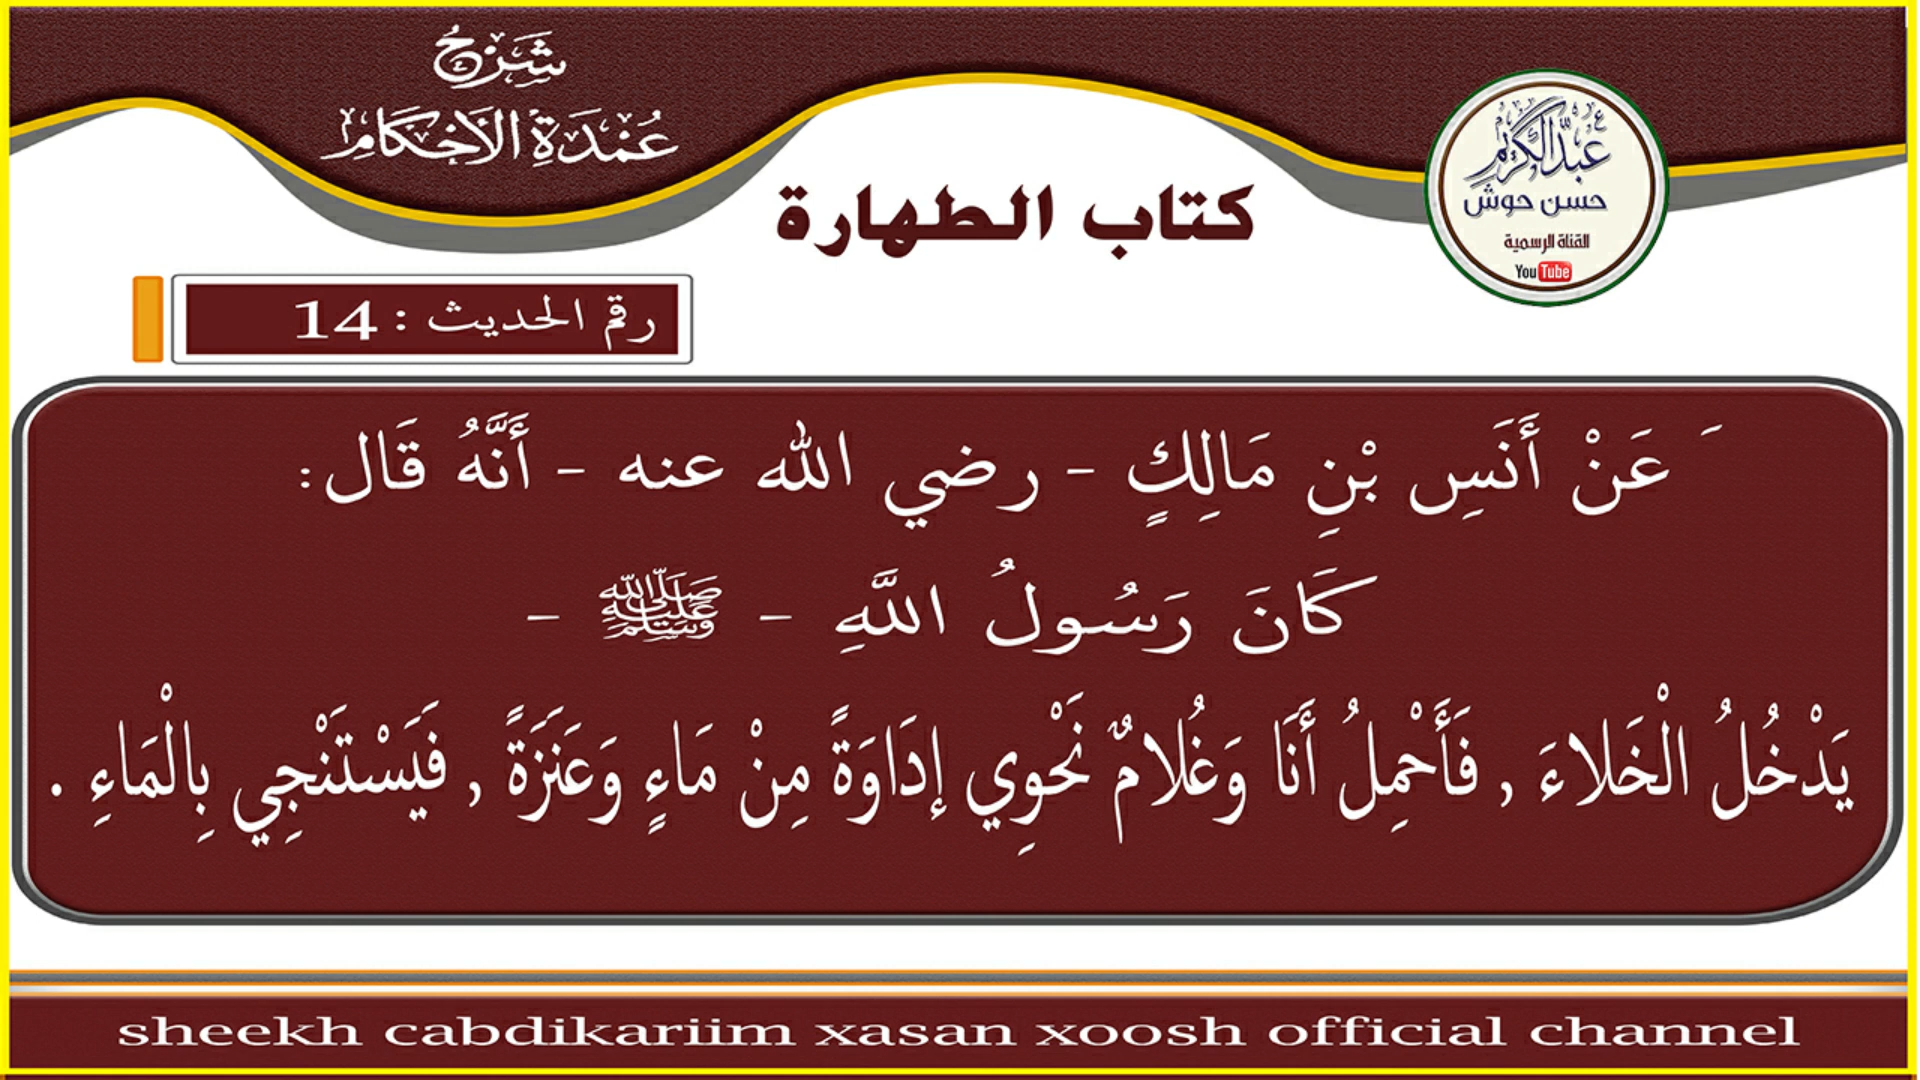 شرح
عُمْدَةِ الأَحْكَامِ
عبد الكريم
حسن حوش
القناة الرسمية
YouTube
كتاب الطهارة
رقم الحديث : 14
َ عَنْ أَنَسِ بْنِ مَالِكٍ - رضي الله عنه - أَنَّهُ قَال :
كَانَ رَسُولُ اللَّهِ - ﷺ -
يَدْخُلُ الْخَلاءَ , فَأَحْمِلُ أَنَا وَغُلامٌ نَحْوِي إدَاوَةً مِنْ مَاءٍ وَعَنَزَةً , فَيَسْتَنْجِي بِالْمَاءِ .
sheekh cabdikariim xasan xoosh official channel